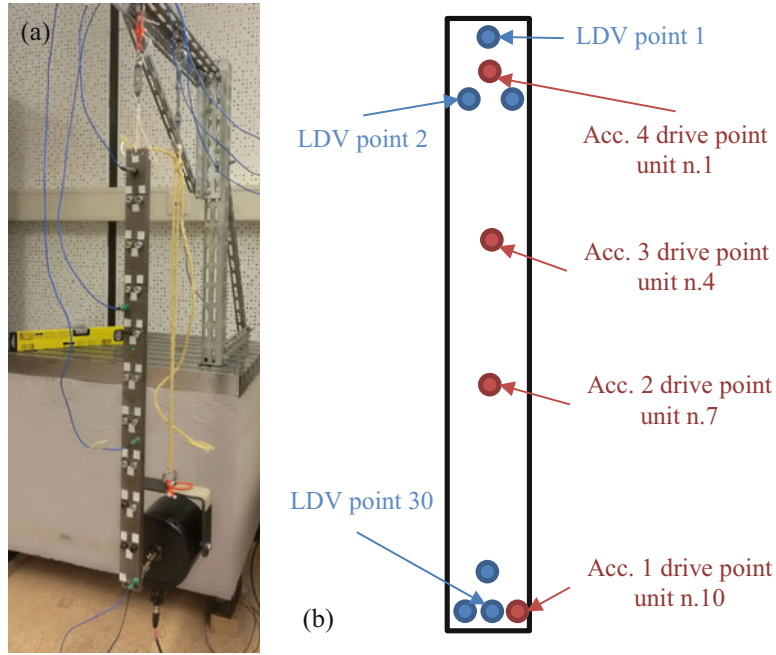 (a)
LDV point 1
LDV point 2
Acc. 4 drive point
unit n.1
Acc. 3 drive point
unit n.4
Acc. 2 drive point
unit n.7
LDV point 30
Acc. 1 drive point
unit n.10
(b)